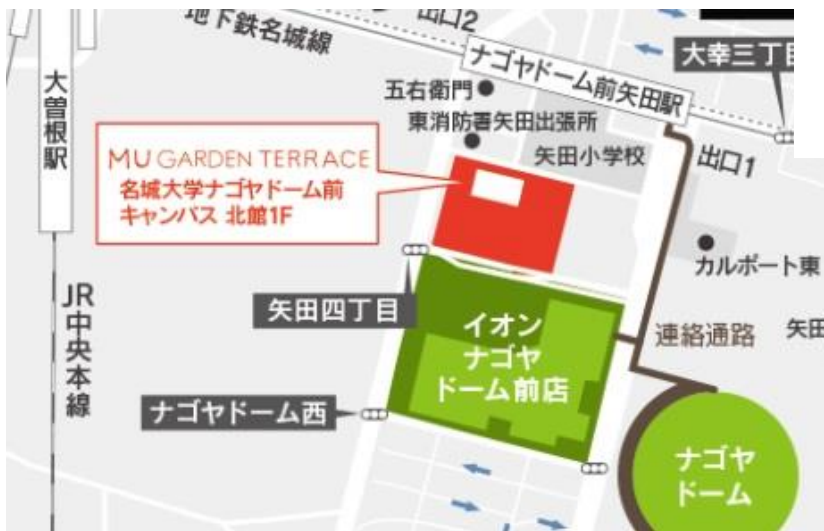 出口2
地下鉄名城線
ナゴヤドーム前矢田駅
大幸三丁目
大曽根駅
五右衛門
東消防署矢田出張所
矢田小学校
出口1
MU GARDEN TERRACE
名城大学ナゴヤドーム前
キャンパス 北館1F
カルポート東
矢田四丁目
JR中央本線
イオン
ナゴヤ
ドーム前店
連絡通路
矢田
ナゴヤドーム西
ナゴヤ
ドーム